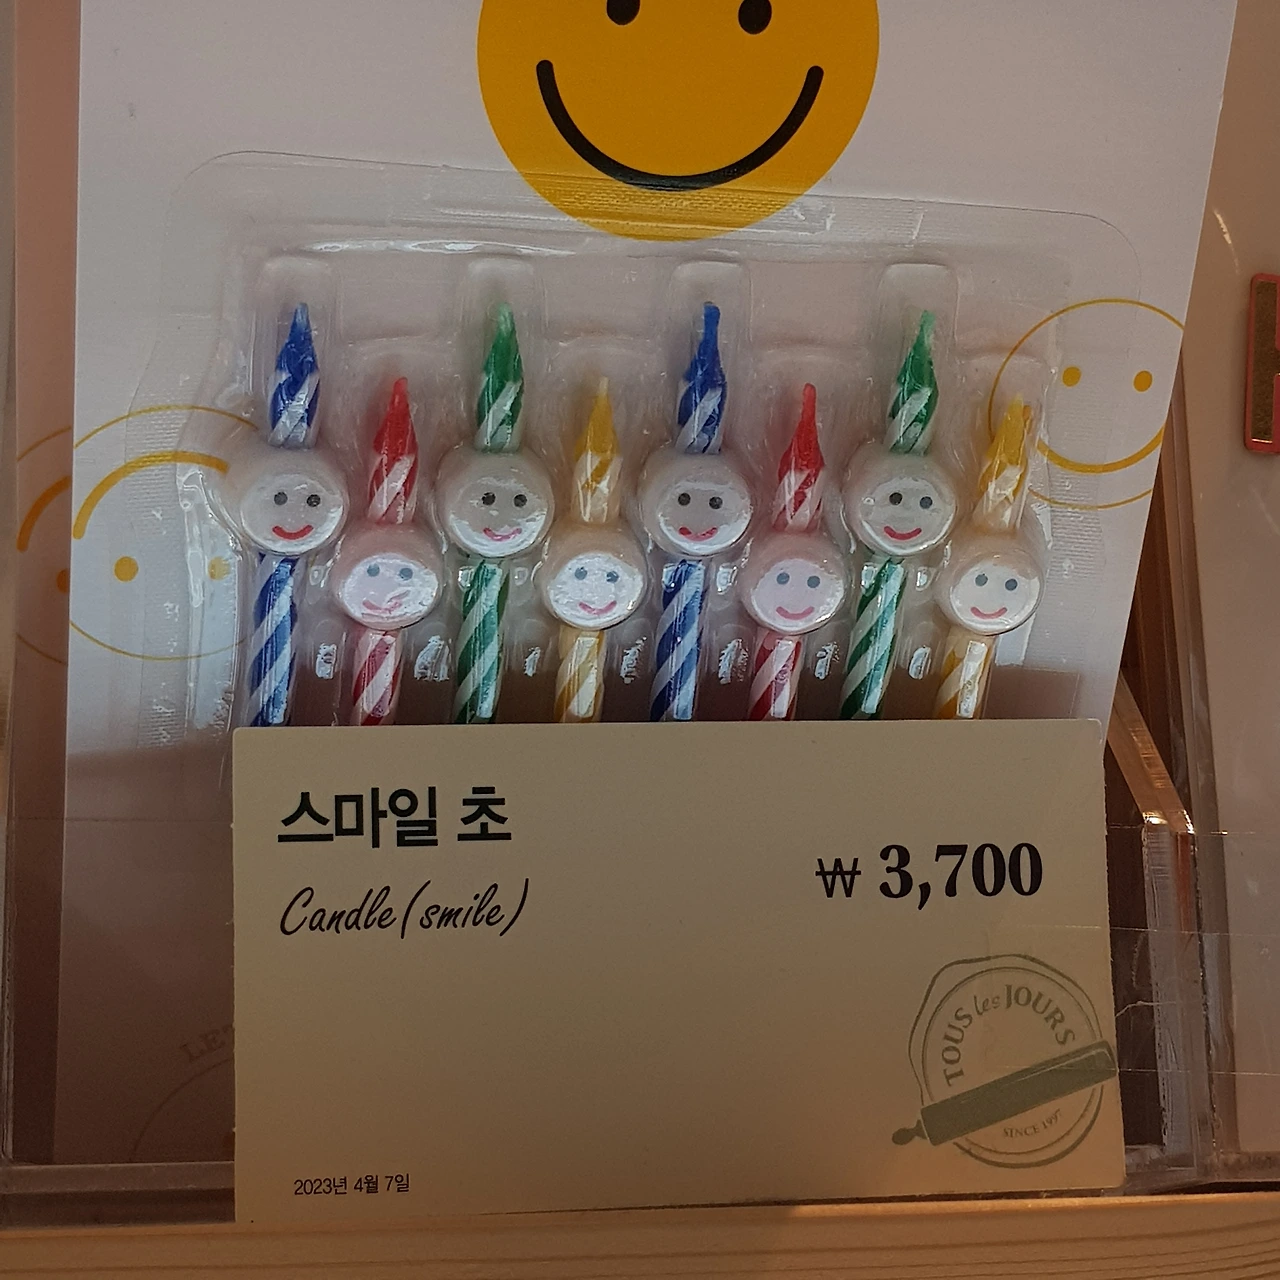 스마일 초
Candle (smile)
₩ 3,700
TOUS les JOURS
SINCE 1997
2023년 4월 7일